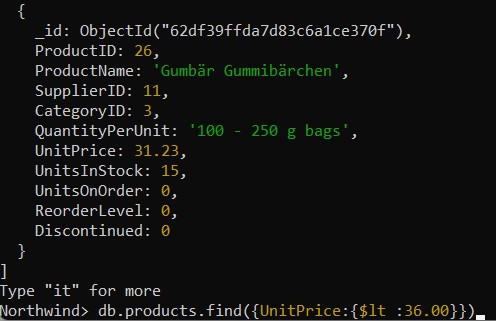 {
_id: ObjectId("62df39ffda7d83c6a1ce370f"),
ProductID: 26,
ProductName: 'Gumbär Gummibärchen',
SupplierID: 11,
CategoryID: 3,
QuantityPerUnit: '100 - 250 g bags',
UnitPrice: 31.23,
UnitsInStock: 15,
UnitsOnOrder: 0,
ReorderLevel: 0,
Discontinued: 0
}
]
Type "it" for more
Northwind> db.products.find({UnitPrice:{$lt :36.00}})